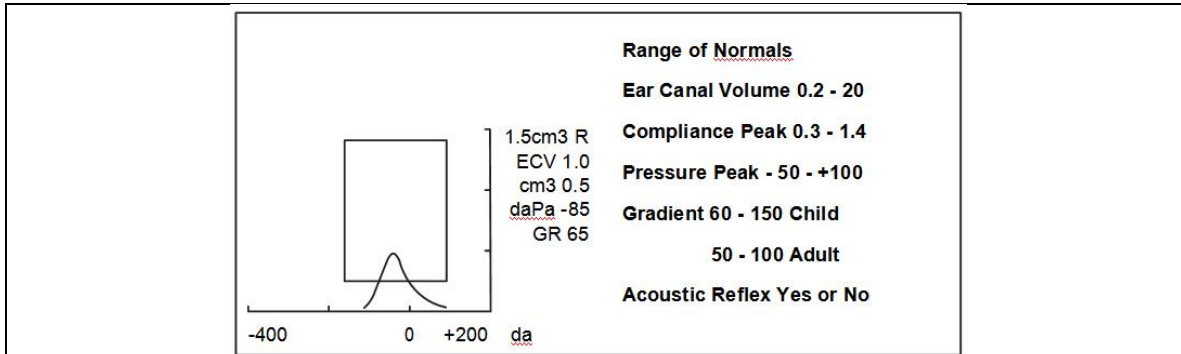 Range of Normals
Ear Canal Volume 0.2 - 20
Compliance Peak 0.3 - 1.4
Pressure Peak - 50 - +100
Gradient 60 - 150 Child
50 - 100 Adult
Acoustic Reflex Yes or No
1.5cm3 R
ECV 1.0
cm3 0.5
daPa -85
GR 65
-400 0 +200 da